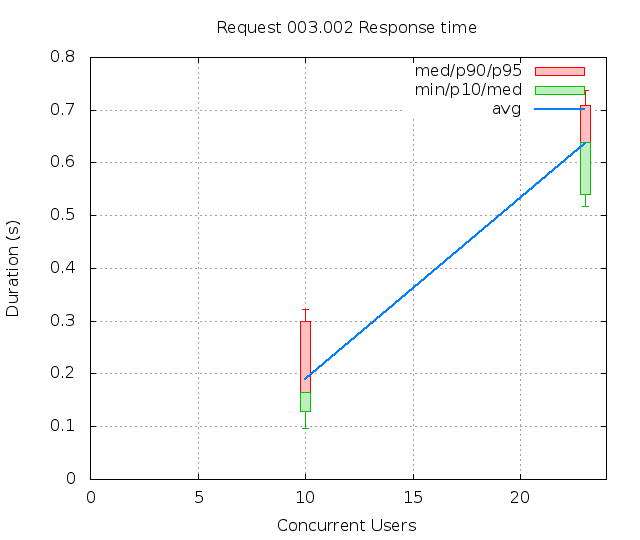 Request 003.002 Response time
0.8
0.7
0.6
0.5
0.4
0.3
0.2
0.1
0
Duration (s)
med/p90/p95
min/p10/med
avg
0 5 10 15 20
Concurrent Users